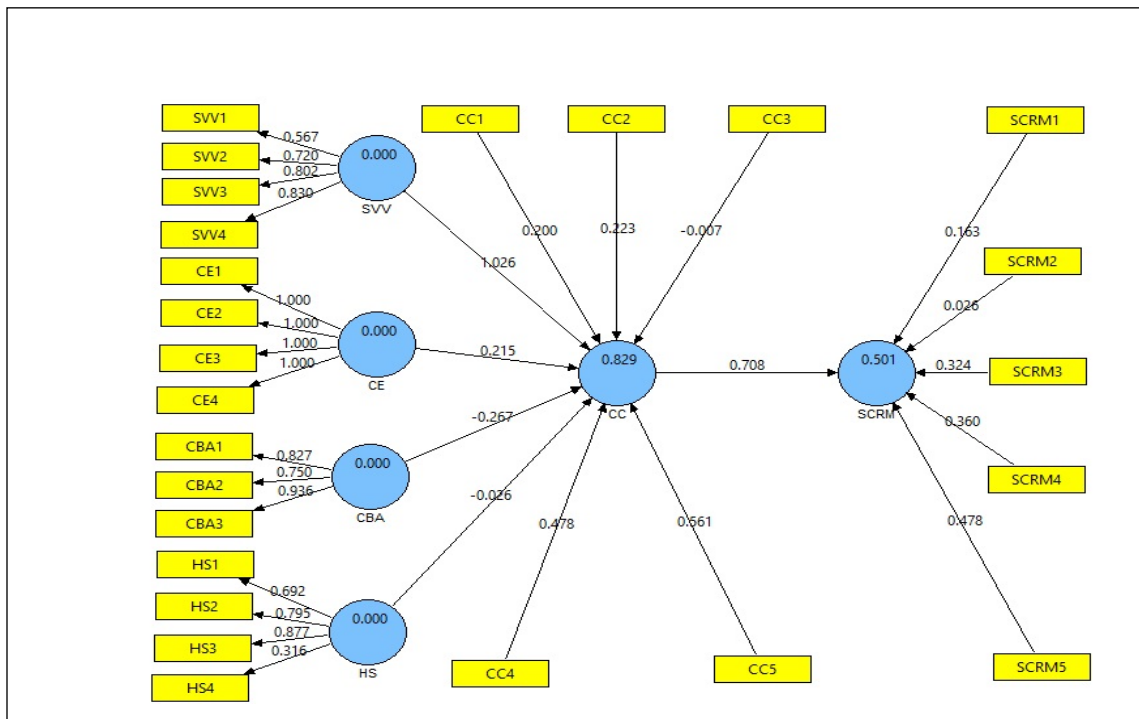 SVV1
SVV2
SVV3
SVV4
0.567
0.720
0.802
0.830
0.000
SVV
CE1
CE2
CE3
CE4
1.000
1.000
1.000
1.000
0.000
CE
CBA1
CBA2
CBA3
0.827
0.750
0.936
0.000
CBA
HS1
HS2
HS3
HS4
0.692
0.795
0.877
0.316
0.000
HS
1.026
0.215
-0.267
-0.026
CC1
CC2
CC3
0.200
0.223
-0.007
0.829
CC
0.478
0.561
CC4
CC5
0.708
0.501
SCRM
SCRM1
SCRM2
SCRM3
SCRM4
SCRM5
0.163
0.026
0.324
0.360
0.478